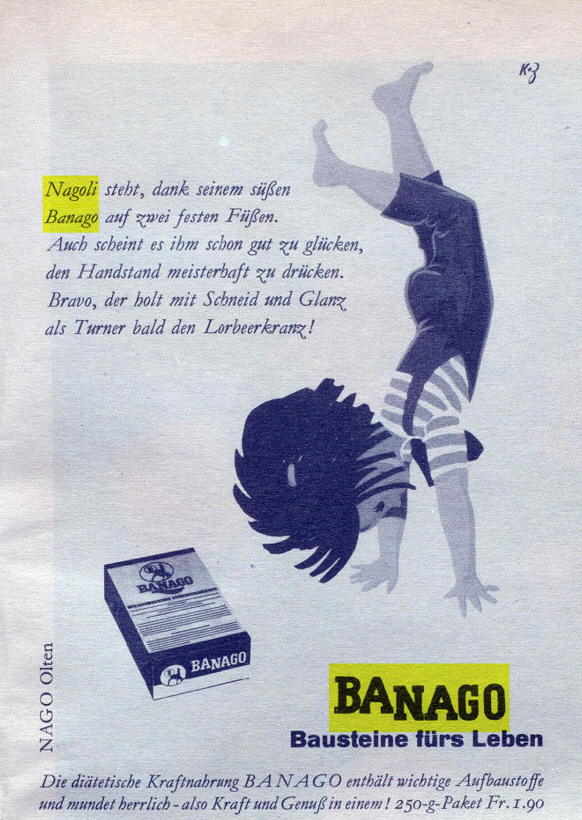 K+Z
Nagoli steht, dank seinem süßen
Banago auf zwei festen Füßen.
Auch scheint es ihm schon gut zu glücken,
den Handstand meisterhaft zu drücken.
Bravo, der holt mit Schneid und Glanz
als Turner bald den Lorbeerkranz!
BANAGO
BANAGO
NAGO Olten
BANAGO
Bausteine fürs Leben
Die diätetische Kraftnahrung BANAGO enthält wichtige Aufbaustoffe
und mundet herrlich - also Kraft und Genuß in einem! 250-g-Paket Fr. 1.90